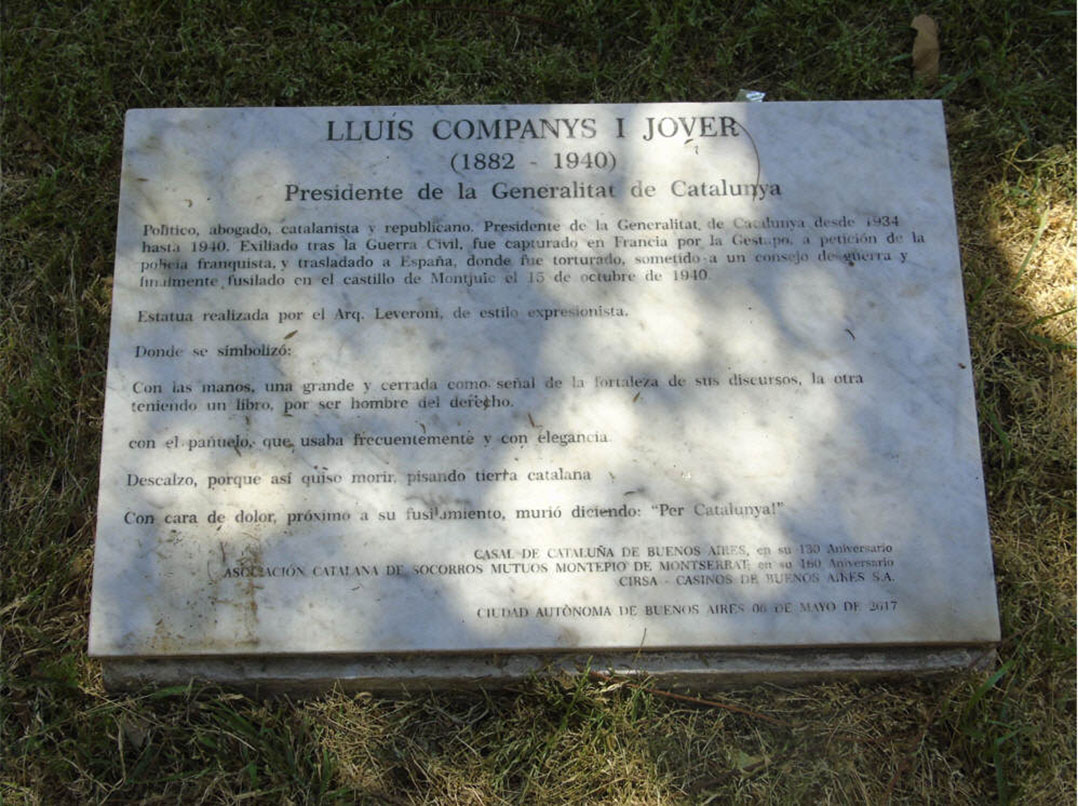 LLUÍS COMPANYS I JOVER
(1882 - 1940)
Presidente de la Generalitat de Catalunya
Político, abogado, catalanista y republicano. Presidente de la Generalitat de Catalunya desde 1934
hasta 1940. Exiliado tras la Guerra Civil, fue capturado en Francia por la Gestapo, a petición de la
policía franquista, y trasladado a España, donde fue torturado, sometido a un consejo de guerra y
finalmente fusilado en el castillo de Montjuic el 15 de octubre de 1940
Estatua realizada por el Arq. Leveroni, de estilo expresionista.
Donde se simbolizó:
Con las manos, una grande y cerrada como señal de la fortaleza de sus discursos, la otra
teniendo un libro, por ser hombre del derecho.
con el pañuelo, que usaba frecuentemente y con elegancia.
Descalzo, porque así quiso morir, pisando tierra catalana
Con cara de dolor, próximo a su fusilamiento, murió diciendo: "Per Catalunya!"
CASAL DE CATALUÑA DE BUENOS AIRES, en su 130 Aniversario
ASOCIACIÓN CATALANA DE SOCORROS MUTUOS MONTEPIO DE MONTSERRAT, en su 160 Aniversario
CIRSA - CASINOS DE BUENOS AIRES S.A.
CIUDAD AUTÓNOMA DE BUENOS AIRES 06 DE MAYO DE 2017